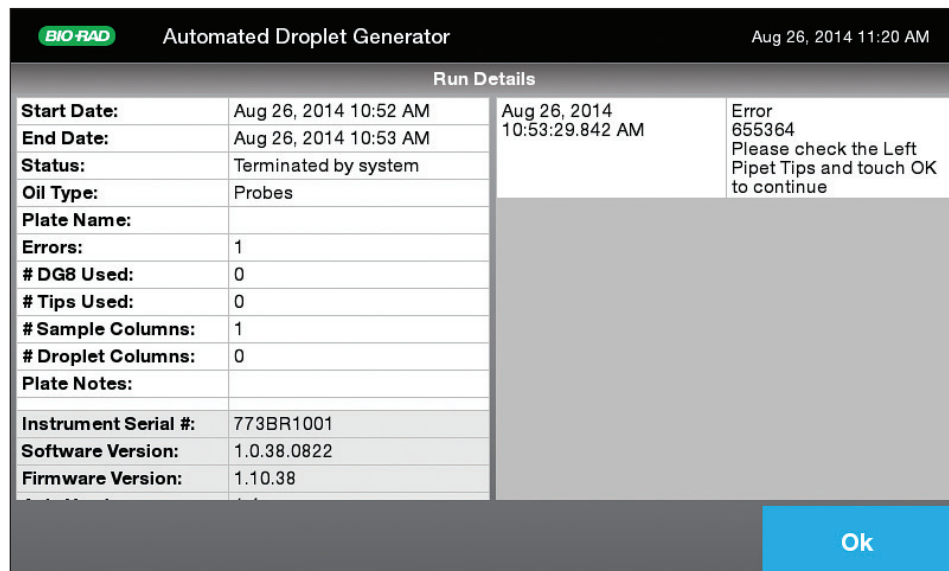 BIO-RAD Automated Droplet Generator Aug 26, 2014 11:20 AM
Run Details
Start Date: Aug 26, 2014 10:52 AM
End Date: Aug 26, 2014 10:53 AM
Status: Terminated by system
Oil Type: Probes
Plate Name:
Errors: 1
# DG8 Used: 0
# Tips Used: 0
# Sample Columns: 1
# Droplet Columns: 0
Plate Notes:
Instrument Serial #: 773BR1001
Software Version: 1.0.38.0822
Firmware Version: 1.10.38
Aug 26, 2014
10:53:29.842 AM
Error
655364
Please check the Left
Pipet Tips and touch OK
to continue
Ok